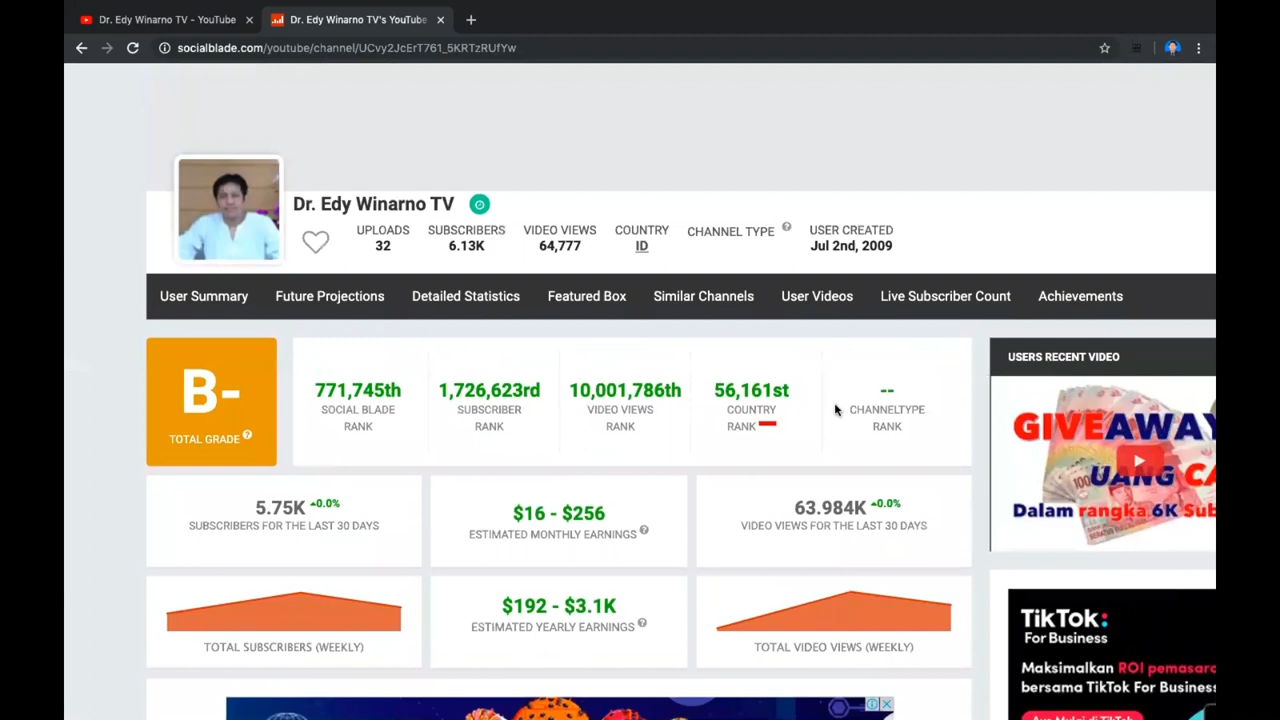 Dr. Edy Winarno TV - YouTube
Dr. Edy Winarno TV's YouTube
socialblade.com/youtube/channel/UCvy2JcErT761_5KRTzRUfYw
Dr. Edy Winarno TV
UPLOADS
32
SUBSCRIBERS
6.13K
VIDEO VIEWS
64,777
COUNTRY
ID
CHANNEL TYPE
USER CREATED
Jul 2nd, 2009
User Summary
Future Projections
Detailed Statistics
Featured Box
Similar Channels
User Videos
Live Subscriber Count
Achievements
B-
TOTAL GRADE
771,745th
SOCIAL BLADE
RANK
1,726,623rd
SUBSCRIBER
RANK
10,001,786th
VIDEO VIEWS
RANK
56,161st
COUNTRY
RANK
--
CHANNELTYPE
RANK
USERS RECENT VIDEO
GIVEAWAY
UANG CA
Dalam rangka 6K Sub
5.75K 0.0%
SUBSCRIBERS FOR THE LAST 30 DAYS
$16 - $256
ESTIMATED MONTHLY EARNINGS
63.984K 0.0%
VIDEO VIEWS FOR THE LAST 30 DAYS
TOTAL SUBSCRIBERS (WEEKLY)
$192 - $3.1K
ESTIMATED YEARLY EARNINGS
TOTAL VIDEO VIEWS (WEEKLY)
TikTok:
For Business
Maksimalkan ROI pemasara
bersama TikTok For Business